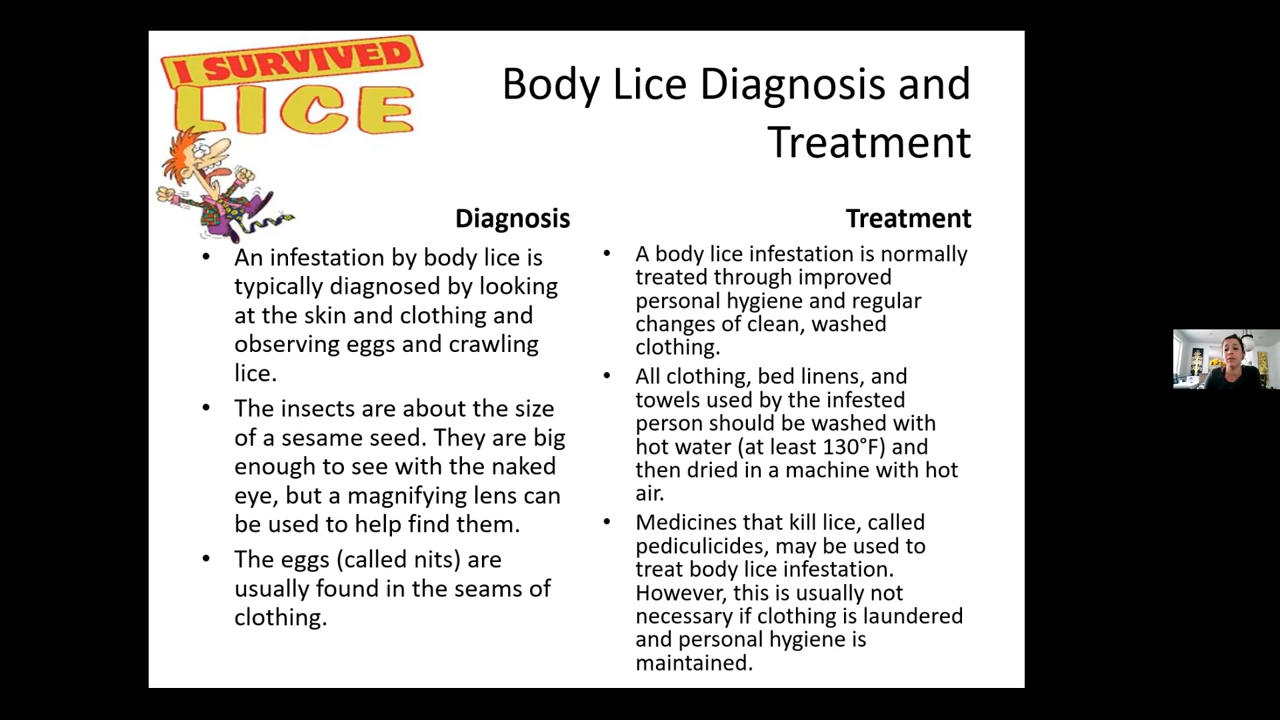 I SURVIVED
LICE
Body Lice Diagnosis and
Treatment
Diagnosis
• An infestation by body lice is
typically diagnosed by looking
at the skin and clothing and
observing eggs and crawling
lice.
• The insects are about the size
of a sesame seed. They are big
enough to see with the naked
eye, but a magnifying lens can
be used to help find them.
• The eggs (called nits) are
usually found in the seams of
clothing.
Treatment
• A body lice infestation is normally
treated through improved
personal hygiene and regular
changes of clean, washed
clothing.
• All clothing, bed linens, and
towels used by the infested
person should be washed with
hot water (at least 130°F) and
then dried in a machine with hot
air.
• Medicines that kill lice, called
pediculicides, may be used to
treat body lice infestation.
However, this is usually not
necessary if clothing is laundered
and personal hygiene is
maintained.